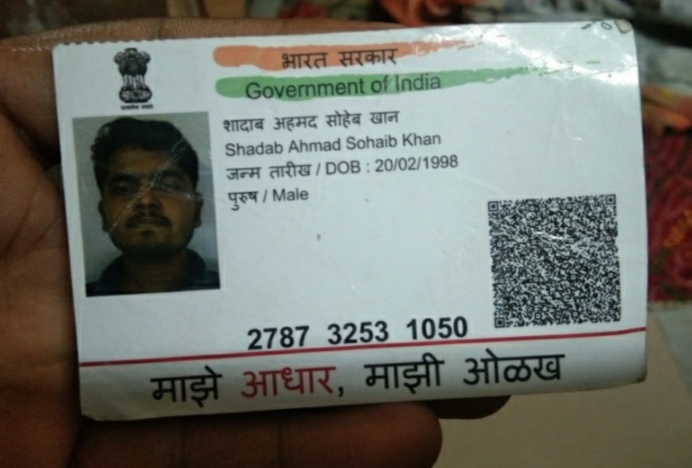 भारत सरकार
Government of India
शादाब अहमद सोहेब खान
Shadab Ahmad Sohaib Khan
जन्म तारीख / DOB : 20/02/1998
पुरुष / Male
2787 3253 1050
माझे आधार, माझी ओळख